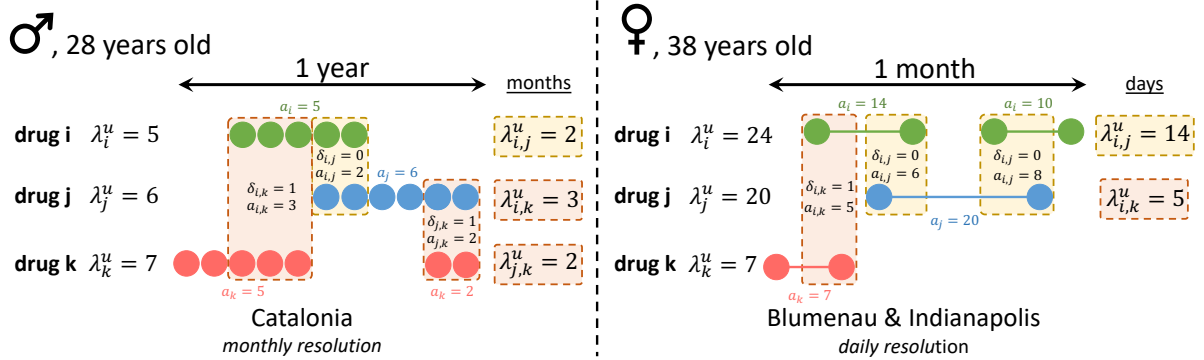 , 28 years old
1 year
months
a_i = 5
drug i λ_i^u = 5
δ_{i,j} = 0
a_{i,j} = 2
λ_{i,j}^u = 2
a_j = 6
drug j λ_j^u = 6
δ_{i,k} = 1
a_{i,k} = 3
λ_{i,k}^u = 3
δ_{j,k} = 1
a_{j,k} = 2
drug k λ_k^u = 7
λ_{j,k}^u = 2
a_k = 5
a_k = 2
Catalonia
monthly resolution
, 38 years old
1 month
days
a_i = 14
a_i = 10
drug i λ_i^u = 24
λ_{i,j}^u = 14
δ_{i,j} = 0
a_{i,j} = 6
δ_{i,j} = 0
a_{i,j} = 8
drug j λ_j^u = 20
δ_{i,k} = 1
a_{i,k} = 5
λ_{i,k}^u = 5
a_j = 20
drug k λ_k^u = 7
a_k = 7
Blumenau & Indianapolis
daily resolution